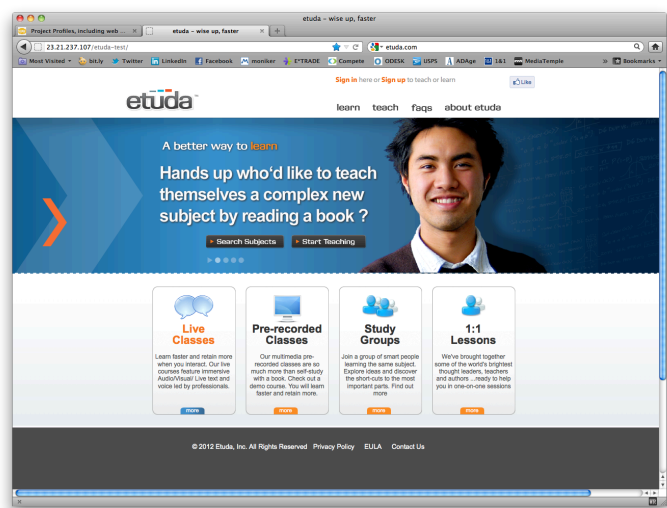 etuda – wise up, faster
Project Profiles, including web ...
etuda – wise up, faster
23.21.237.107/etuda-test/
etuda.com
Most Visited
bit.ly
Twitter
LinkedIn
Facebook
moniker
E*TRADE
Compete
ODESK
USPS
ADAge
1&1
MediaTemple
Bookmarks
Sign in here or Sign up to teach or learn
Like
etuda
learn teach faqs about etuda
A better way to learn
Hands up who'd like to teach
themselves a complex new
subject by reading a book ?
Search Subjects
Start Teaching
Live
Classes
Learn faster and retain more
when you interact. Our live
courses feature immersive
Audio/Visual/ Live text and
voice led by professionals.
more
Pre-recorded
Classes
Our multimedia pre-
recorded classes are so
much more than self-study
with a book. Check out a
demo course. You will learn
faster and retain more.
more
Study
Groups
Join a group of smart people
learning the same subject.
Explore ideas and discover
the short-cuts to the most
important parts. Find out
more
more
1:1
Lessons
We've brought together
some of the world's brightest
thought leaders, teachers
and authors ...ready to help
you in one-on-one sessions
more
© 2012 Etuda, Inc. All Rights Reserved Privacy Policy EULA Contact Us